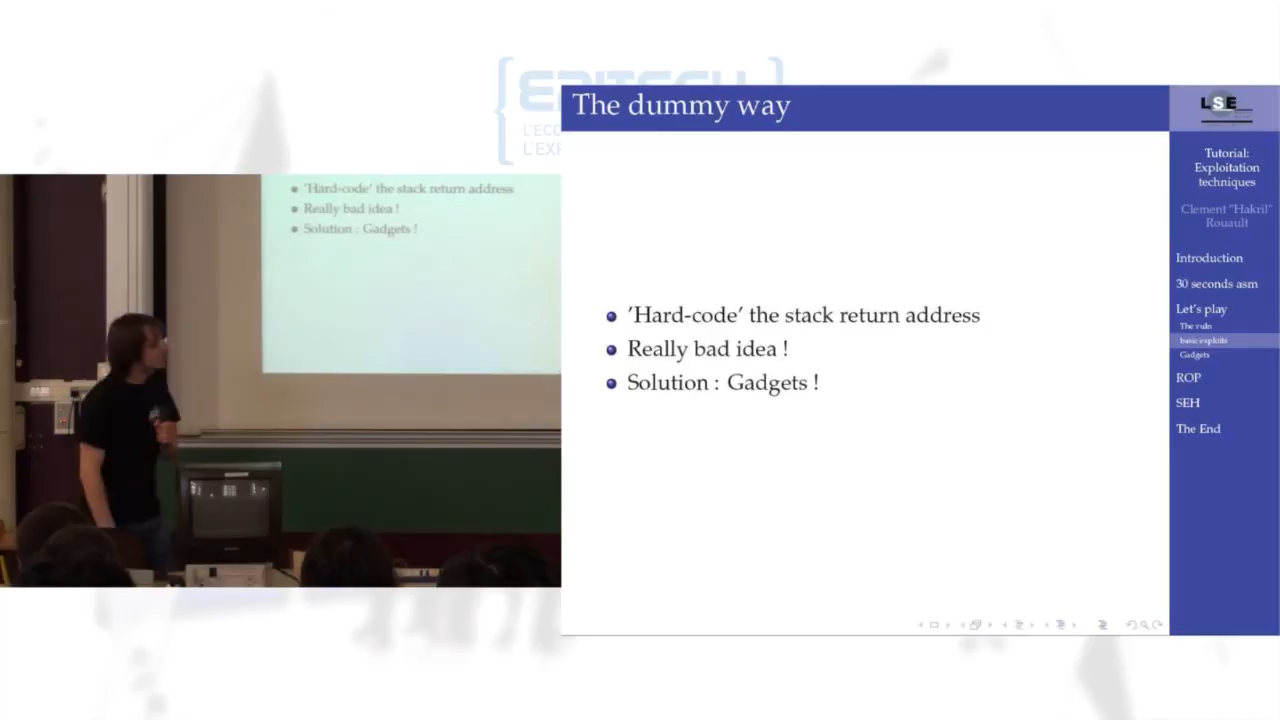 The dummy way
'Hard-code' the stack return address
Really bad idea !
Solution : Gadgets !
LSE
Tutorial:
Exploitation
techniques
Clement "Hakril"
Rouault
Introduction
30 seconds asm
Let's play
The vuln
basic exploits
Gadgets
ROP
SEH
The End
'Hard-code' the stack return address
Really bad idea !
Solution : Gadgets !